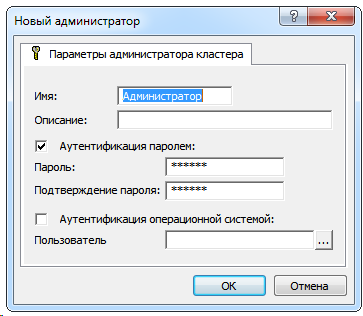 Новый администратор
Параметры администратора кластера
Имя: Администратор
Описание:
Аутентификация паролем:
Пароль: ******
Подтверждение пароля: ******
Аутентификация операционной системой:
Пользователь ...
OK Отмена